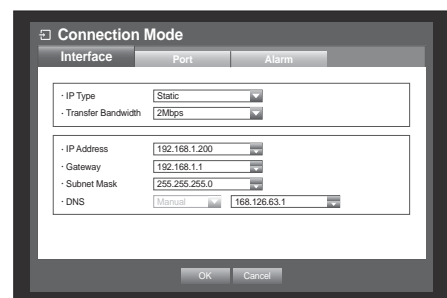 Connection Mode
Interface Port Alarm
· IP Type Static
· Transfer Bandwidth 2Mbps
· IP Address 192.168.1.200
· Gateway 192.168.1.1
· Subnet Mask 255.255.255.0
· DNS Manual 168.126.63.1
OK Cancel